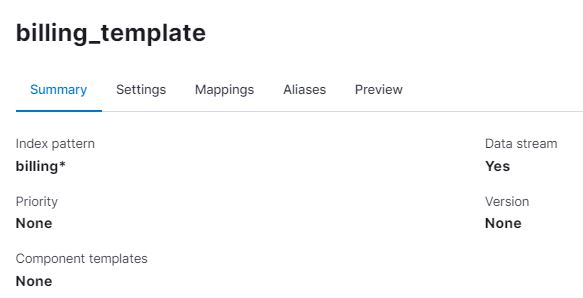 billing_template
Summary Settings Mappings Aliases Preview
Index pattern Data stream
billing* Yes
Priority Version
None None
Component templates
None